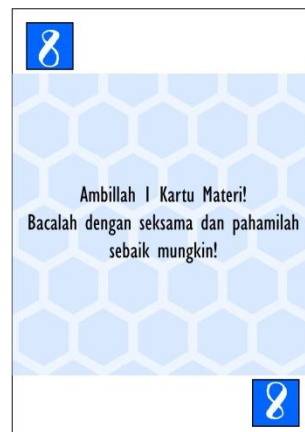 8
Ambillah 1 Kartu Materi!
Bacalah dengan seksama dan pahamilah
sebaik mungkin!
8